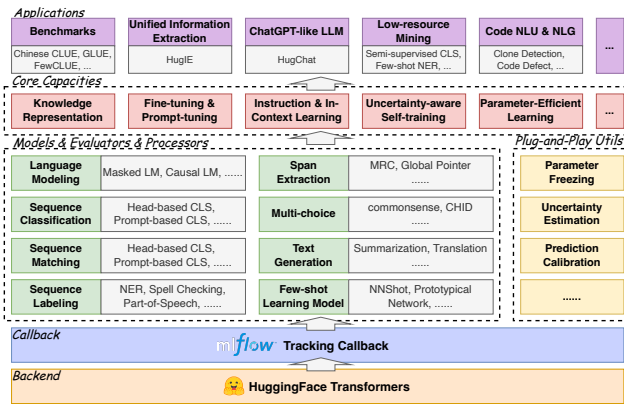 Applications
Benchmarks
Chinese CLUE, GLUE,
FewCLUE, ...
Unified Information
Extraction
HugIE
ChatGPT-like LLM
HugChat
Low-resource
Mining
Semi-supervised CLS,
Few-shot NER, ...
Code NLU & NLG
Clone Detection,
Code Defect, ...
...
Core Capacities
Knowledge
Representation
Fine-tuning &
Prompt-tuning
Instruction & In-
Context Learning
Uncertainty-aware
Self-training
Parameter-Efficient
Learning
...
Models & Evaluators & Processors
Language
Modeling
Masked LM, Causal LM, ......
Span
Extraction
MRC, Global Pointer
......
Sequence
Classification
Head-based CLS,
Prompt-based CLS, ......
Multi-choice
commonsense, CHID
......
Sequence
Matching
Head-based CLS,
Prompt-based CLS, ......
Text
Generation
Summarization, Translation
......
Sequence
Labeling
NER, Spell Checking,
Part-of-Speech, ......
Few-shot
Learning Model
NNShot, Prototypical
Network, ......
Plug-and-Play Utils
Parameter
Freezing
Uncertainty
Estimation
Prediction
Calibration
......
Callback
mlflow Tracking Callback
Backend
HuggingFace Transformers